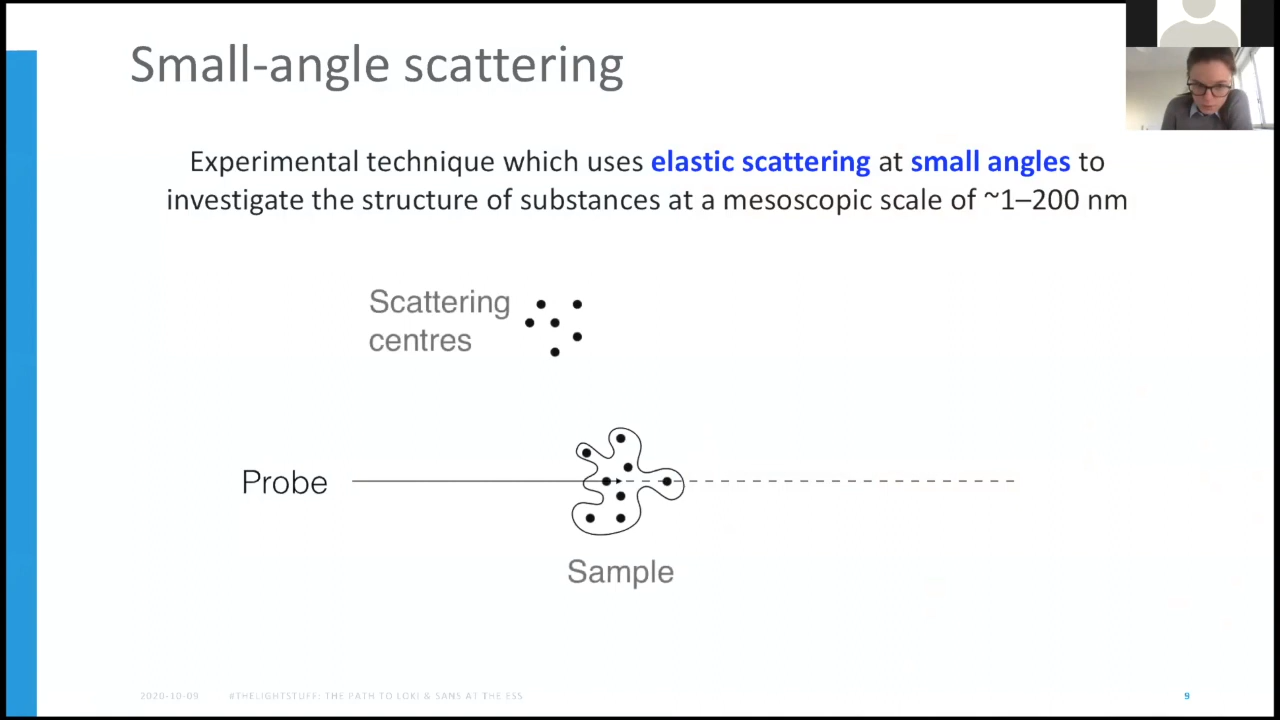 Small-angle scattering
Experimental technique which uses elastic scattering at small angles to
investigate the structure of substances at a mesoscopic scale of ~1–200 nm
Scattering
centres
Probe
Sample
2020-10-09 #THELIGHTSTUFF: THE PATH TO LOKI & SANS AT THE ESS 9